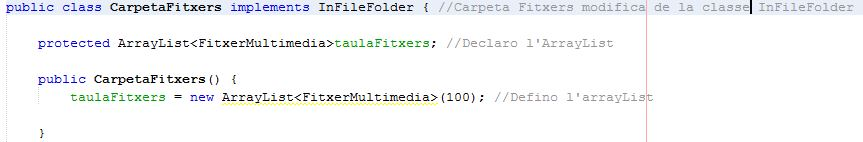 public class CarpetaFitxers implements InFileFolder { //Carpeta Fitxers modifica de la classe InFileFolder
protected ArrayList<FitxerMultimedia>taulaFitxers; //Declaro l'ArrayList
public CarpetaFitxers() {
taulaFitxers = new ArrayList<FitxerMultimedia>(100); //Defino l'arrayList
}